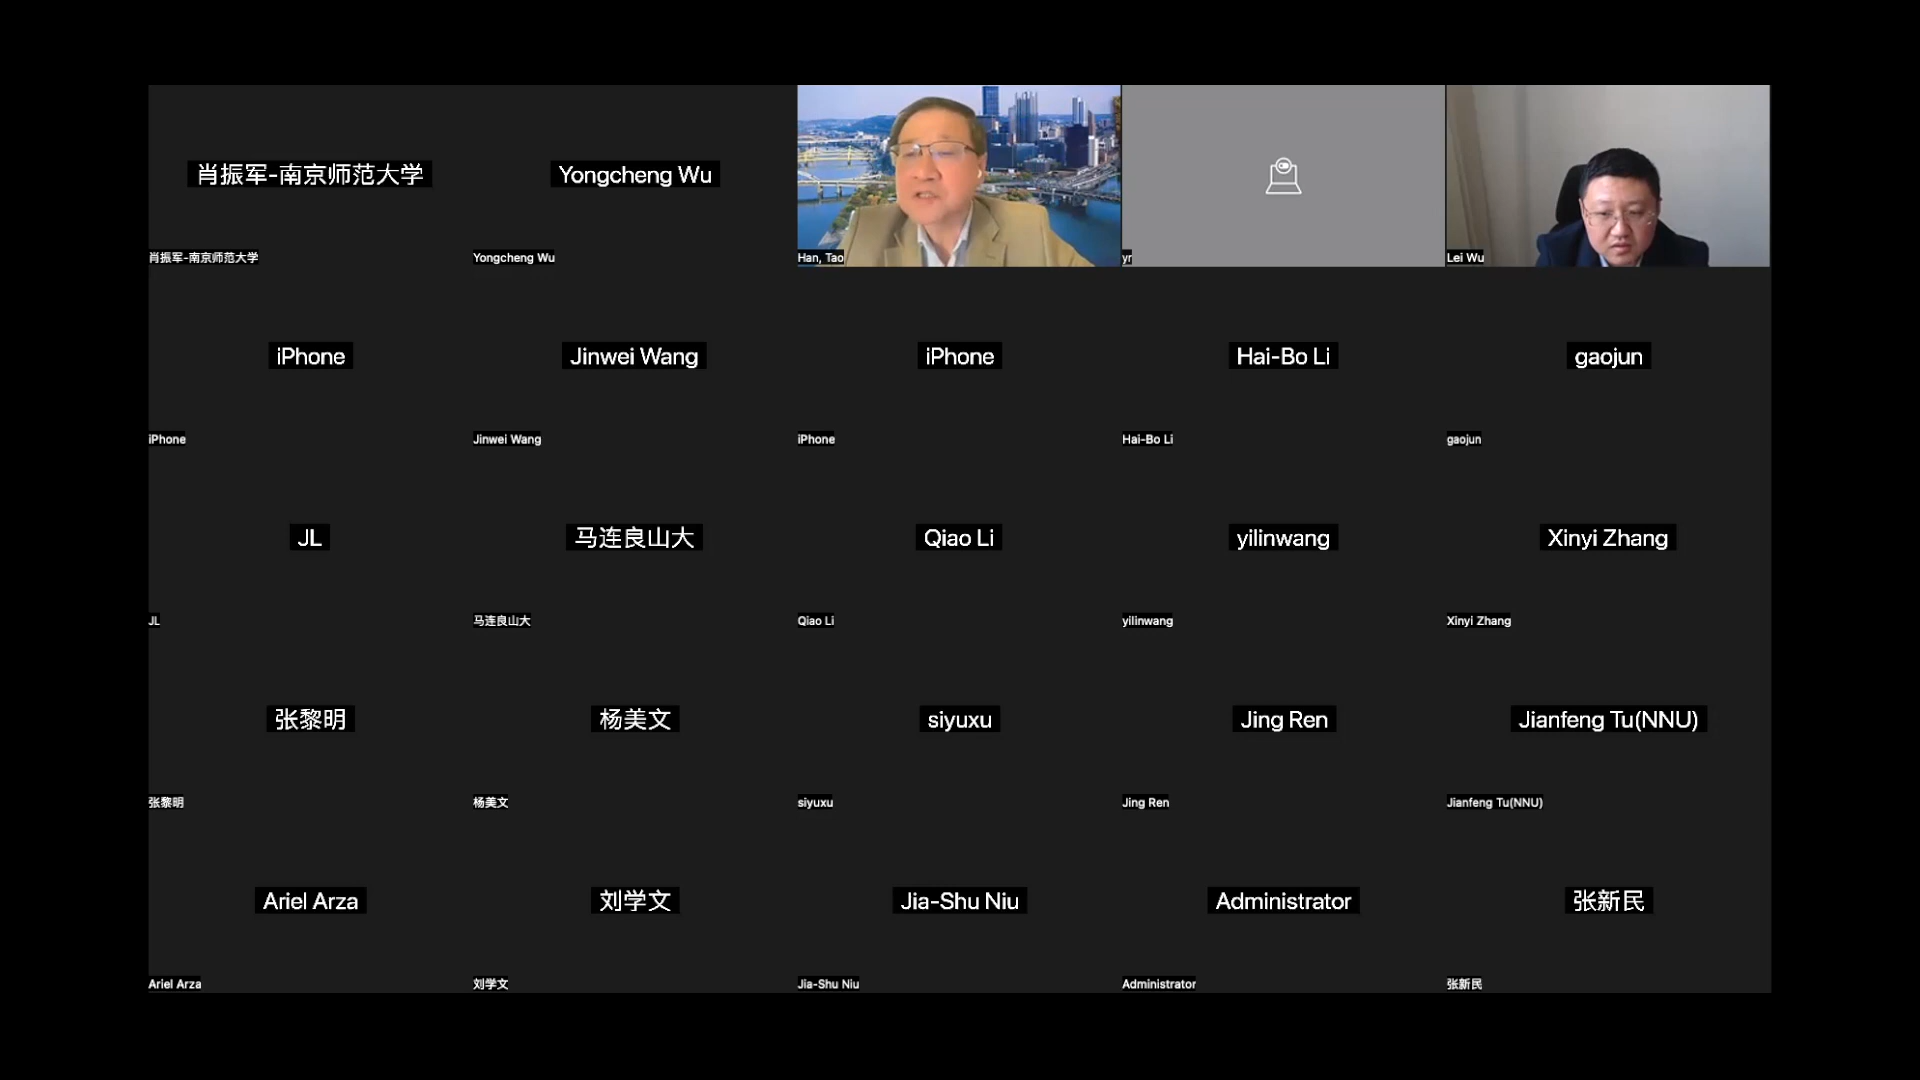 肖振军-南京师范大学
Yongcheng Wu
肖振军-南京师范大学
Yongcheng Wu
Han, Tao
yr
Lei Wu
iPhone
Jinwei Wang
iPhone
Hai-Bo Li
gaojun
iPhone
Jinwei Wang
iPhone
Hai-Bo Li
gaojun
JL
马连良山大
Qiao Li
yilinwang
Xinyi Zhang
JL
马连良山大
Qiao Li
yilinwang
Xinyi Zhang
张黎明
杨美文
siyuxu
Jing Ren
Jianfeng Tu(NNU)
张黎明
杨美文
siyuxu
Jing Ren
Jianfeng Tu(NNU)
Ariel Arza
刘学文
Jia-Shu Niu
Administrator
张新民
Ariel Arza
刘学文
Jia-Shu Niu
Administrator
张新民